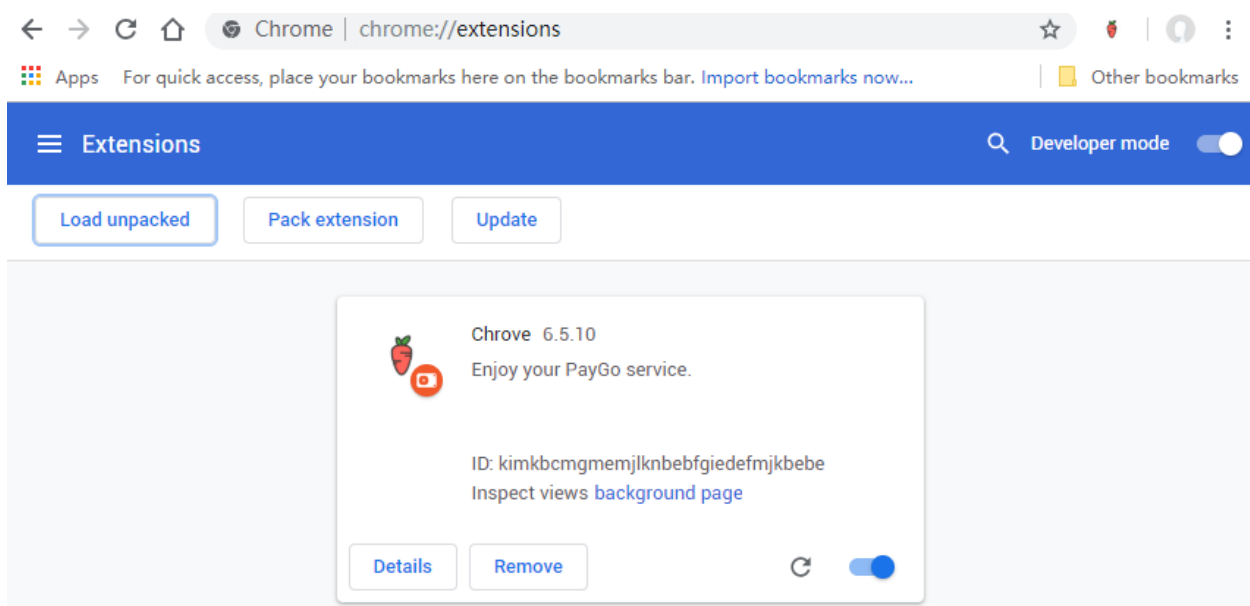 Chrome | chrome://extensions
Apps For quick access, place your bookmarks here on the bookmarks bar. Import bookmarks now... Other bookmarks
Extensions Developer mode
Load unpacked Pack extension Update
Chrove 6.5.10
Enjoy your PayGo service.
ID: kimkbcmgmemjlknbebfgiedefmjkbebe
Inspect views background page
Details Remove